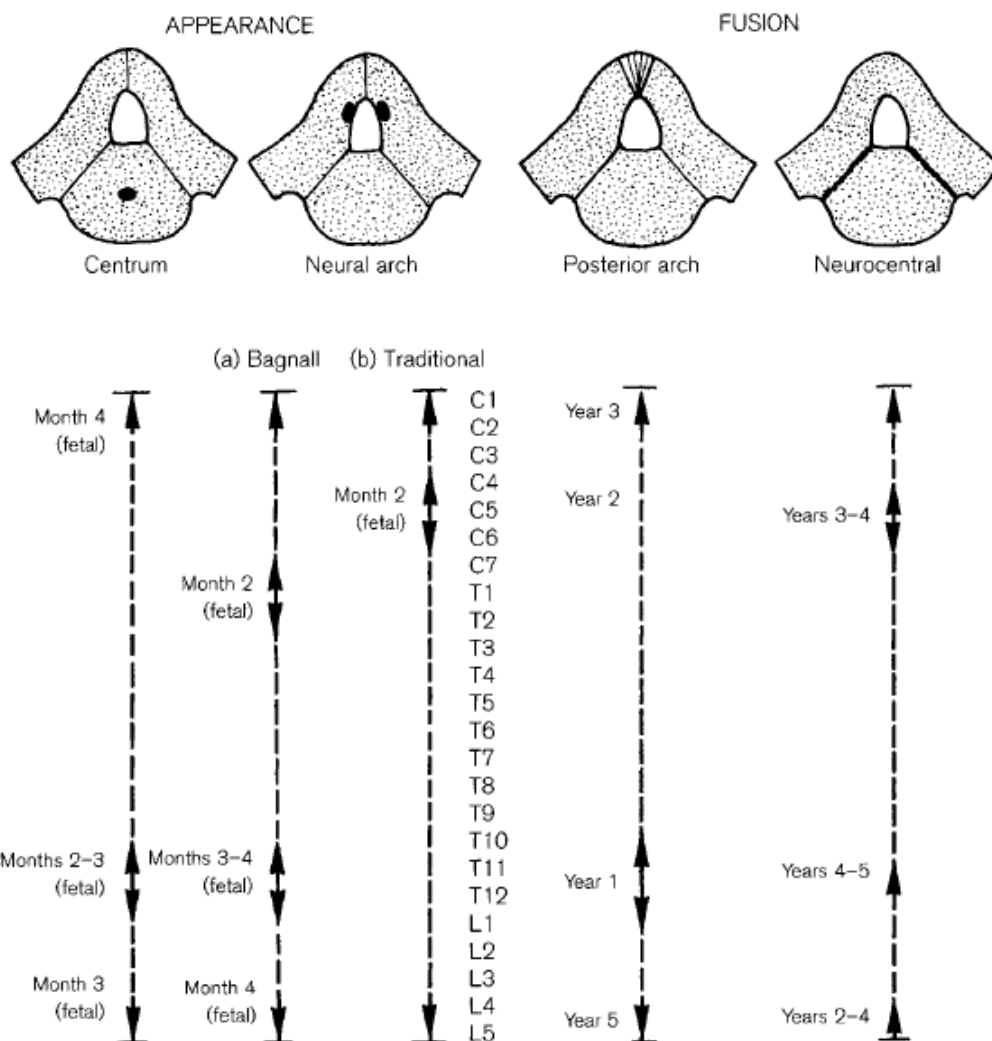 APPEARANCE
FUSION
Centrum
Neural arch
Posterior arch
Neurocentral
(a) Bagnall
(b) Traditional
Month 4
(fetal)
Months 2–3
(fetal)
Month 3
(fetal)
Month 2
(fetal)
Months 3–4
(fetal)
Month 4
(fetal)
Month 2
(fetal)
C1
C2
C3
C4
C5
C6
C7
T1
T2
T3
T4
T5
T6
T7
T8
T9
T10
T11
T12
L1
L2
L3
L4
L5
Year 3
Year 2
Year 1
Year 5
Years 3–4
Years 4–5
Years 2–4